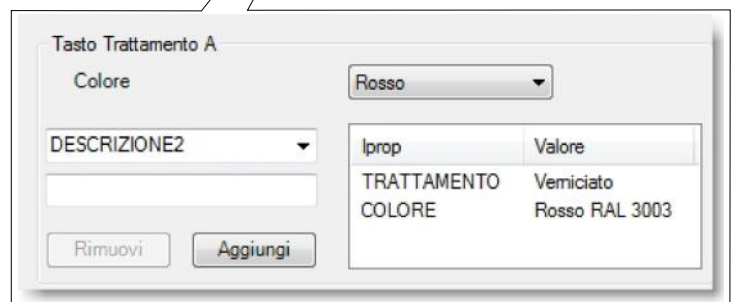 Tasto Trattamento A
Colore Rosso
DESCRIZIONE2
Iprop Valore
TRATTAMENTO Verniciato
COLORE Rosso RAL 3003
Rimuovi Aggiungi